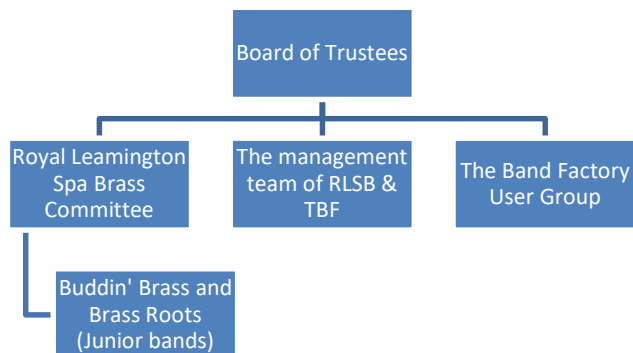 Board of Trustees
Royal Leamington
Spa Brass
Committee
The management
team of RLSB &
TBF
The Band Factory
User Group
Buddin' Brass and
Brass Roots
(Junior bands)